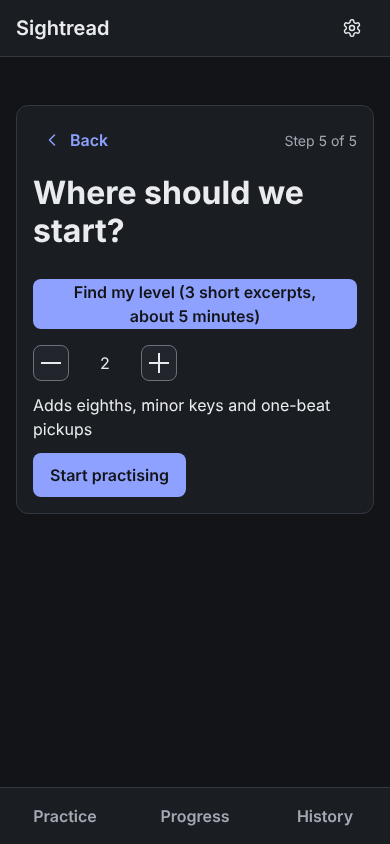 Sightread
Back
Step 5 of 5
Where should we
start?
Find my level (3 short excerpts,
about 5 minutes)
2
Adds eighths, minor keys and one-beat
pickups
Start practising
Practice
Progress
History